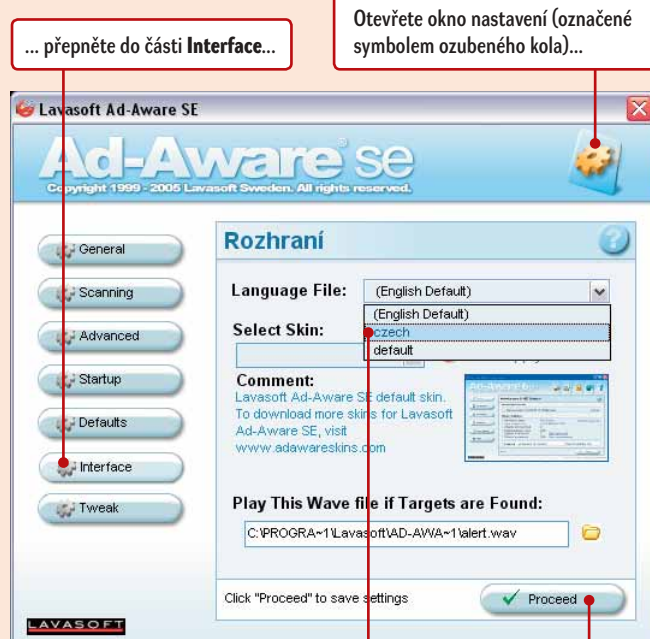 ... přepněte do části Interface...
Otevřete okno nastavení (označené
symbolem ozubeného kola)...
Lavasoft Ad-Aware SE
Ad-Aware se
Copyright 1999 - 2005 Lavasoft Sweden. All rights reserved.
General
Scanning
Advanced
Startup
Defaults
Interface
Tweak
LAVASOFT
Rozhraní
Language File:
(English Default)
(English Default)
czech
default
Select Skin:
Comment:
Lavasoft Ad-Aware SE default skin.
To download more skins for Lavasoft
Ad-Aware SE, visit
www.adawareskins.com
Play This Wave file if Targets are Found:
C:\PROGRA~1\Lavasoft\AD-AWA~1\alert.wav
Click "Proceed" to save settings
Proceed